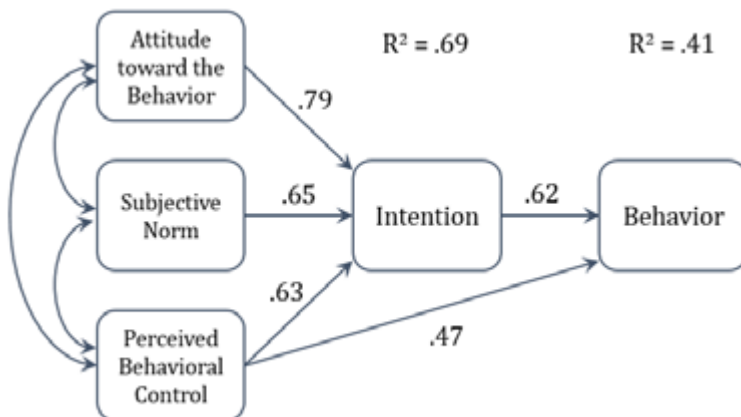 Attitude
toward the
Behavior
R² = .69
R² = .41
.79
Subjective
Norm
.65
Intention
.62
Behavior
.63
Perceived
Behavioral
Control
.47